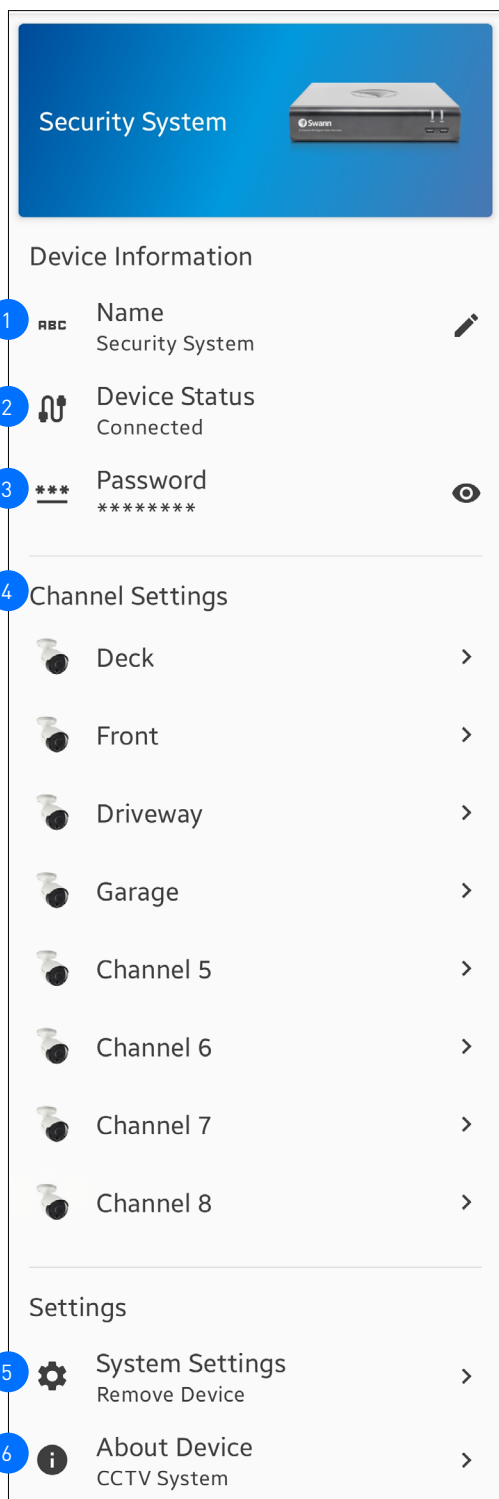 Security System
Swann
Device Information
1
ABC
Name
Security System
2
Device Status
Connected
3
***
Password
********
4
Channel Settings
Deck
Front
Driveway
Garage
Channel 5
Channel 6
Channel 7
Channel 8
Settings
5
System Settings
Remove Device
6
About Device
CCTV System